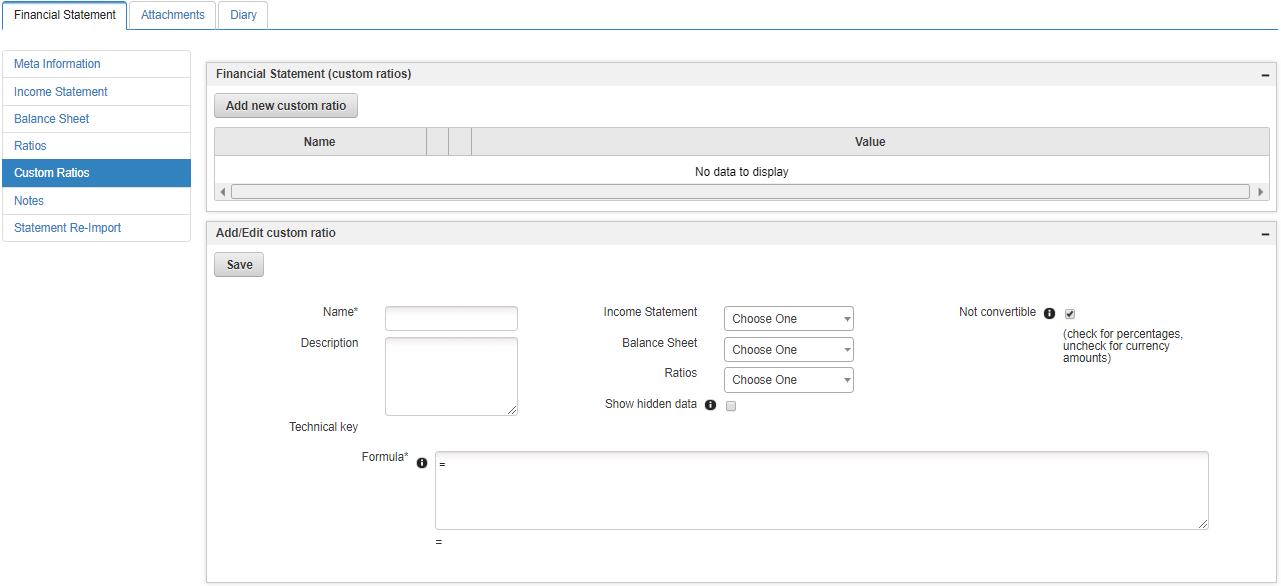 Financial Statement Attachments Diary
Meta Information
Income Statement
Balance Sheet
Ratios
Custom Ratios
Notes
Statement Re-Import
Financial Statement (custom ratios)
Add new custom ratio
Name Value
No data to display
Add/Edit custom ratio
Save
Name* Income Statement Choose One Not convertible
(check for percentages,
uncheck for currency
amounts)
Description Balance Sheet Choose One
Ratios Choose One
Show hidden data
Technical key
Formula* =
=